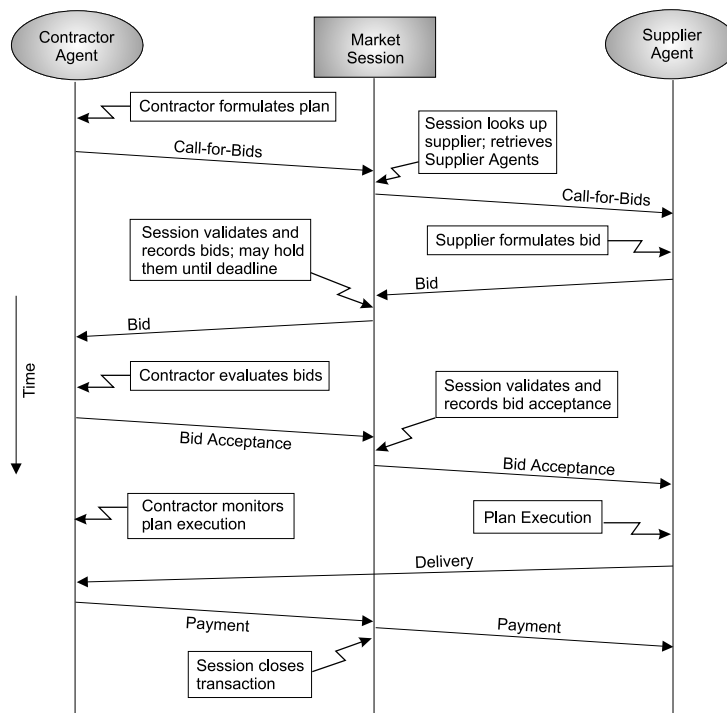 Contractor
Agent
Market
Session
Supplier
Agent
Contractor formulates plan
Call-for-Bids
Session looks up
supplier; retrieves
Supplier Agents
Call-for-Bids
Session validates and
records bids; may hold
them until deadline
Supplier formulates bid
Bid
Bid
Time
Contractor evaluates bids
Session validates and
records bid acceptance
Bid Acceptance
Bid Acceptance
Contractor monitors
plan execution
Plan Execution
Delivery
Payment
Payment
Session closes
transaction